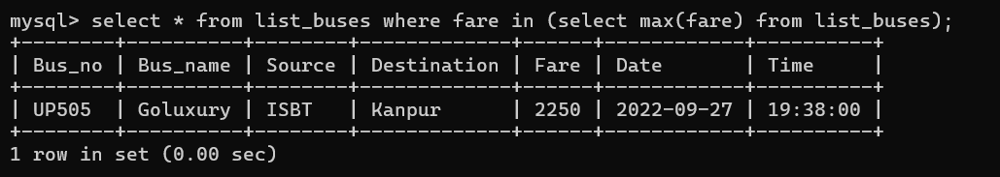 mysql> select * from list_buses where fare in (select max(fare) from list_buses);
+--------+-----------+--------+-------------+------+------------+----------+
| Bus_no | Bus_name | Source | Destination | Fare | Date | Time |
+--------+-----------+--------+-------------+------+------------+----------+
| UP505 | Goluxury | ISBT | Kanpur | 2250 | 2022-09-27 | 19:38:00 |
+--------+-----------+--------+-------------+------+------------+----------+
1 row in set (0.00 sec)